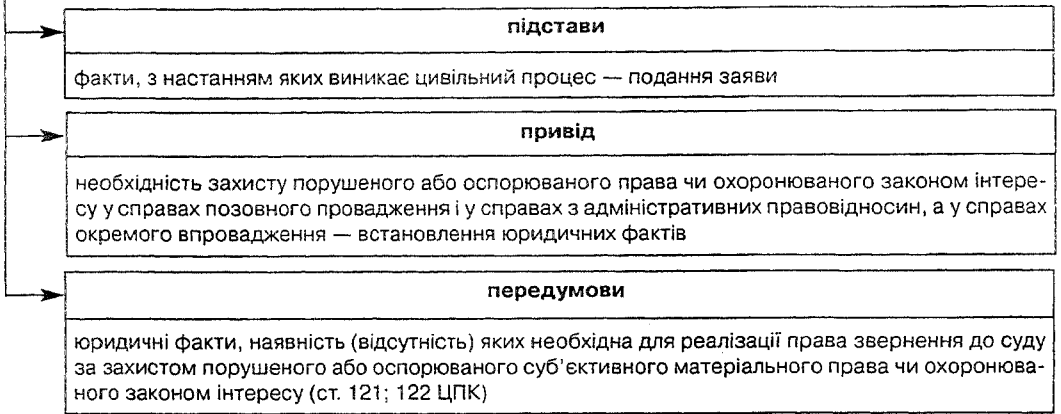 підстави
факти, з настанням яких виникає цивільний процес — подання заяви
привід
необхідність захисту порушеного або оспорюваного права чи охоронюваного законом інтере-
су у справах позовного провадження і у справах з адміністративних правовідносин, а у справах
окремого впровадження — встановлення юридичних фактів
передумови
юридичні факти, наявність (відсутність) яких необхідна для реалізації права звернення до суду
за захистом порушеного або оспорюваного суб'єктивного матеріального права чи охоронюва-
ного законом інтересу (ст. 121; 122 ЦПК)